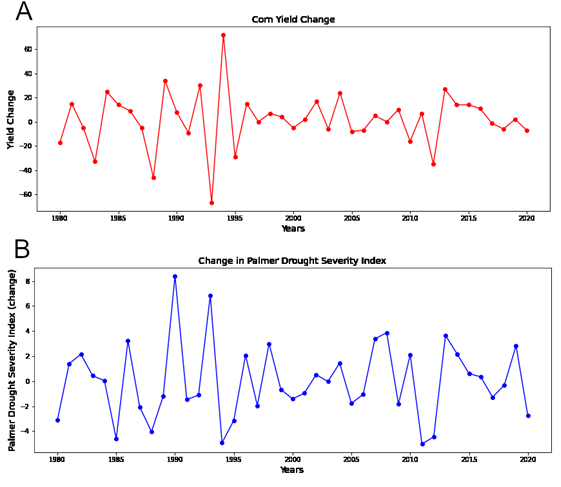 A
Corn Yield Change
Yield Change
60
40
20
0
−20
−40
−60
1980 1985 1990 1995 2000 2005 2010 2015 2020
Years
B
Change in Palmer Drought Severity Index
Palmer Drought Severity Index (change)
8
6
4
2
0
−2
−4
1980 1985 1990 1995 2000 2005 2010 2015 2020
Years